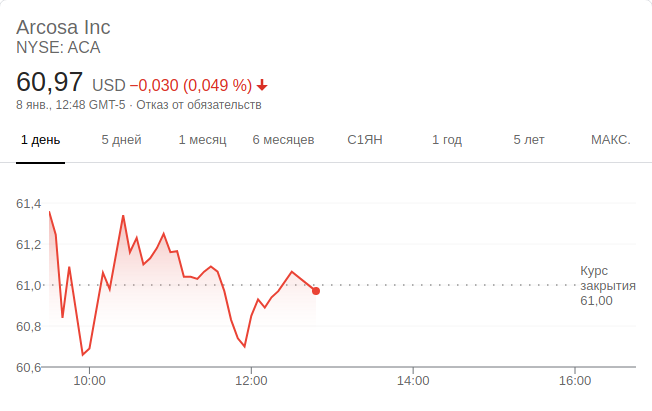 Arcosa Inc
NYSE: ACA
60,97 USD −0,030 (0,049 %)
8 янв., 12:48 GMT-5 · Отказ от обязательств
1 день 5 дней 1 месяц 6 месяцев С1ЯН 1 год 5 лет МАКС.
61,4
61,2
61,0
60,8
60,6
Курс
закрытия
61,00
10:00 12:00 14:00 16:00